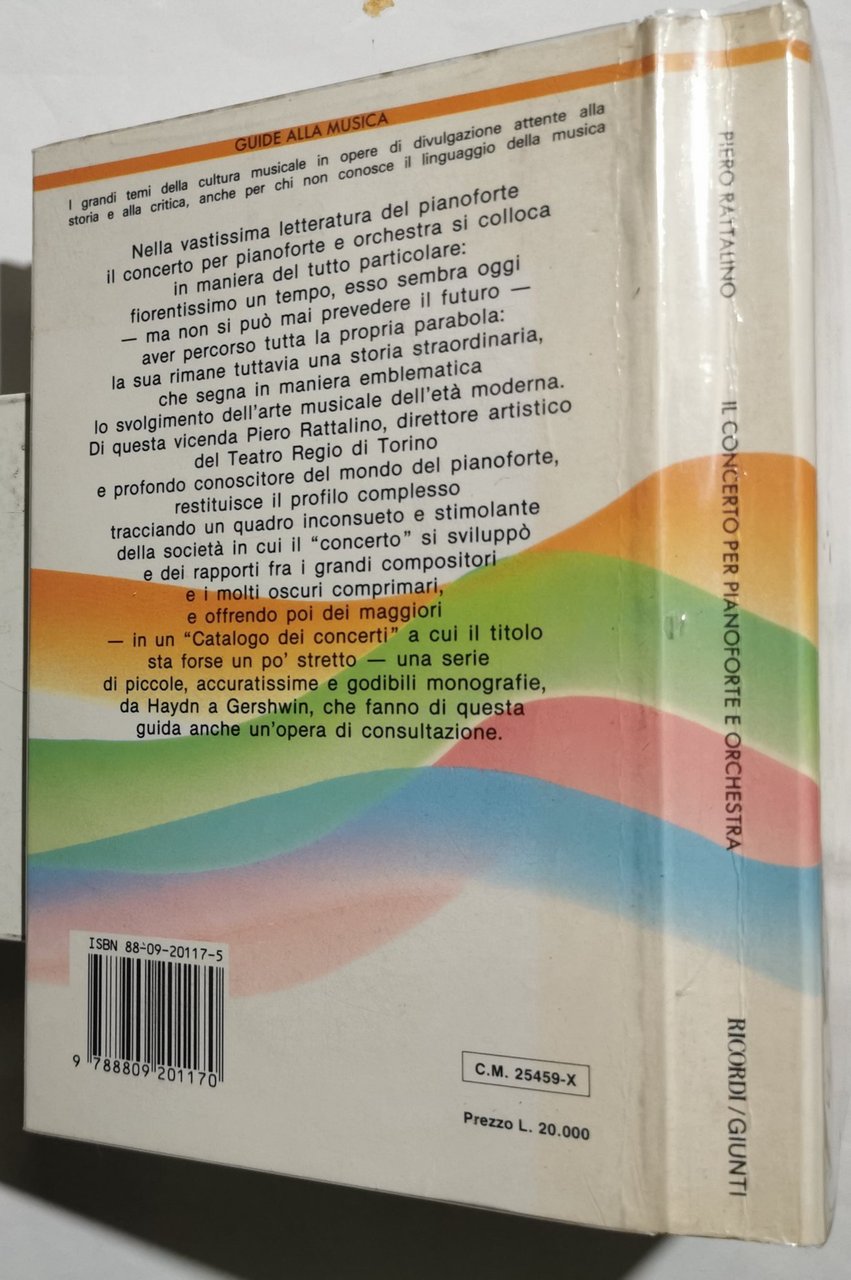 GUIDE ALLA MUSICA
I grandi temi della cultura musicale in opere di divulgazione attente alla
storia e alla critica, anche per chi non conosce il linguaggio della musica
Nella vastissima letteratura del pianoforte
il concerto per pianoforte e orchestra si colloca
in maniera del tutto particolare:
fiorentissimo un tempo, esso sembra oggi
— ma non si può mai prevedere il futuro —
aver percorso tutta la propria parabola:
la sua rimane tuttavia una storia straordinaria,
che segna in maniera emblematica
lo svolgimento dell'arte musicale dell'età moderna.
Di questa vicenda Piero Rattalino, direttore artistico
del Teatro Regio di Torino
e profondo conoscitore del mondo del pianoforte,
restituisce il profilo complesso
tracciando un quadro inconsueto e stimolante
della società in cui il "concerto" si sviluppò
e dei rapporti fra i grandi compositori
e i molti oscuri comprimari,
e offrendo poi dei maggiori
— in un "Catalogo dei concerti" a cui il titolo
sta forse un po' stretto — una serie
di piccole, accuratissime e godibili monografie,
da Haydn a Gershwin, che fanno di questa
guida anche un'opera di consultazione.
ISBN 88-09-20117-5
9 788809 201170
C.M. 25459-X
Prezzo L. 20.000
PIERO RATTALINO
IL CONCERTO PER PIANOFORTE E ORCHESTRA
RICORDI/GIUNTI